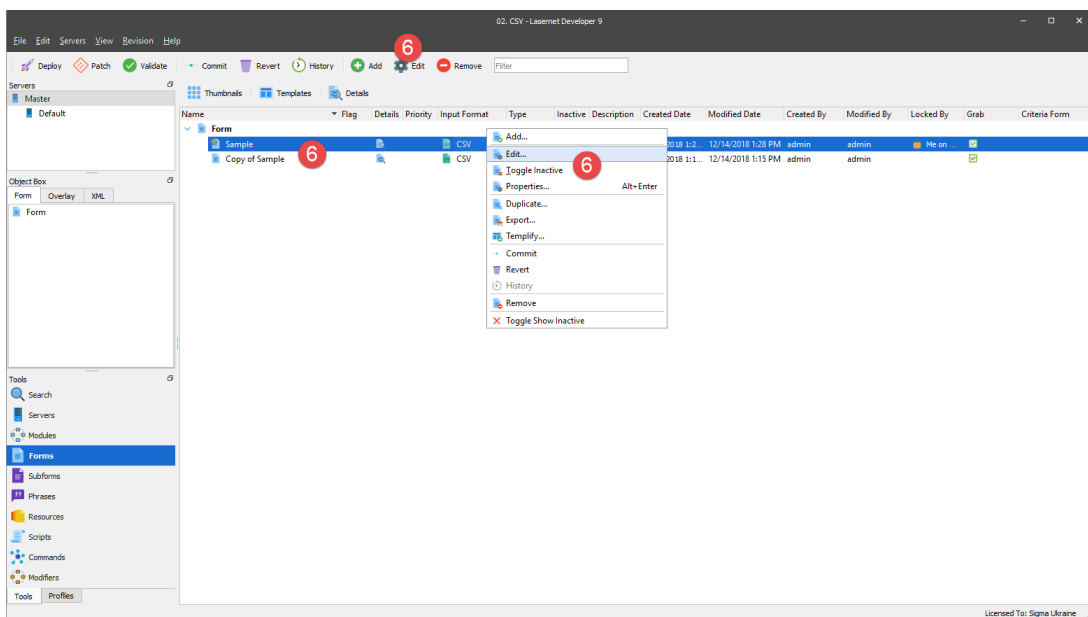 02. CSV - Lasernet Developer 9
File Edit Servers View Revision Help
6
Deploy Patch Validate Commit Revert History Add Edit Remove Filter
Servers
Master
Default
Thumbnails Templates Details
Name Flag Details Priority Input Format Type Inactive Description Created Date Modified Date Created By Modified By Locked By Grab Criteria Form
Form
Sample CSV 2018 1:2... 12/14/2018 1:28 PM admin admin Me on ...
Copy of Sample 6 CSV 2018 1:1... 12/14/2018 1:15 PM admin admin
Add...
Edit...
6
Toggle Inactive
Properties... Alt+Enter
Duplicate...
Export...
Templify...
Commit
Revert
History
Remove
Toggle Show Inactive
Object Box
Form Overlay XML
Form
Tools
Search
Servers
Modules
Forms
Subforms
Phrases
Resources
Scripts
Commands
Modifiers
Tools Profiles
Licensed To: Sigma Ukraine